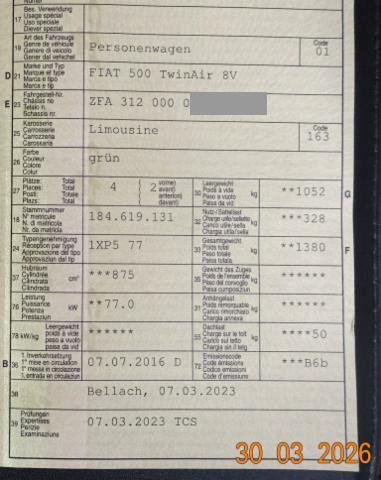 Numer
17 Bes. Verwendung
Usage spécial
Uso speciale
Diever spezial
19 Art des Fahrzeugs
Genre de véhicule
Genere di veicolo
Gener dal vehichel
Personenwagen
Code
01
D 21 Marke und Typ
Marque et type
Marca e tipo
Marca e tip
FIAT 500 TwinAir 8V
E 23 Fahrgestell-Nr.
Châssis no
Telaio n.
Schassis nr.
ZFA 312 000 0
25 Karosserie
Carrosserie
Carrozzeria
Carossaria
Limousine
Code
163
26 Farbe
Couleur
Colore
Colur
grün
27 Plätze: Total
Places Total
Posti: Totale
Plazs: Total
4 ( 2 vorne)
avant)
anteriori)
davant)
30 Leergewicht
Poids à vide
Peso a vuoto
Paisa da vid
kg
**1052
G
18 Stammnummer
N° matricule
N. di matricola
Nr. da matricla
184.619.131
32 Nutz-/Sattellast
Charge utile/sellette
Carico utile/sella
Chargia utila/sella
kg
***328
24 Typengenehmigung
Réception par type
Approvazione del tipo
Approvaziun dal tip
1XP5 77
33 Gesamtgewicht
Poids total
Peso totale
Paisa totala
kg
**1380
F
37 Hubraum
Cylindrée
Cilindrata
Cilindrada
cm³
***875
35 Gewicht des Zuges
Poids de l'ensemble
Peso del convoglio
Paisa cumposiziun
kg
******
76 Leistung
Puissance
Potenza
Prestaziun
kW
**77.0
31 Anhängelast
Poids remorquable
Carico rimorchiato
Chargia annexa
kg
******
78 kW/kg Leergewicht
poids à vide
peso a vuoto
paisa da vid
******
55 Dachlast
Charge sur le toit
Carico sul tetto
Chargia sin il tetg
kg
****50
B 36 1. Inverkehrsetzung
1re mise en circulation
1a messa in circolazione
1. entrada en circulaziun
07.07.2016 D
72 Emissionscode
Code émissions
Codice emissioni
Code d'emissiuns
***B6b
38 Bellach, 07.03.2023
39 Prüfungen
Expertises
Perizie
Examinaziuns
07.03.2023 TCS
30 03 2026